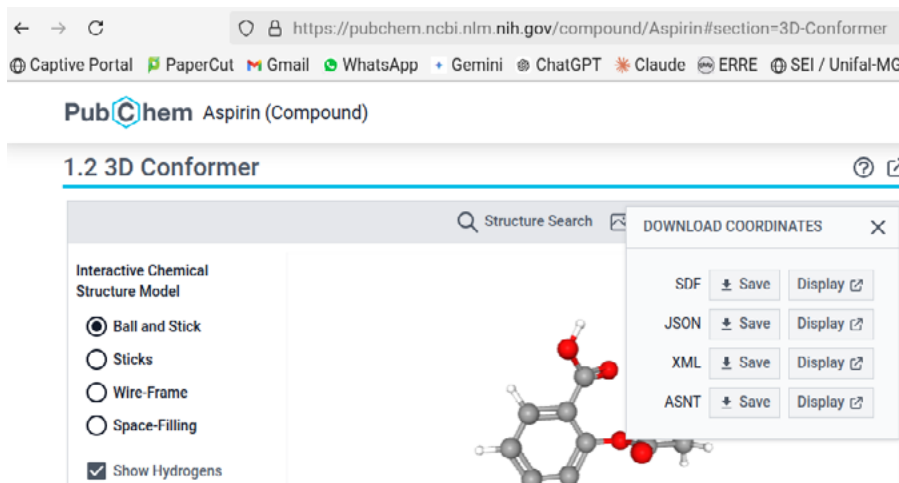 https://pubchem.ncbi.nlm.nih.gov/compound/Aspirin#section=3D-Conformer
Captive Portal PaperCut Gmail WhatsApp Gemini ChatGPT Claude ERRE SEI / Unifal-MG
PubChem Aspirin (Compound)
1.2 3D Conformer
Structure Search
DOWNLOAD COORDINATES
SDF Save Display
JSON Save Display
XML Save Display
ASNT Save Display
Interactive Chemical
Structure Model
Ball and Stick
Sticks
Wire-Frame
Space-Filling
Show Hydrogens